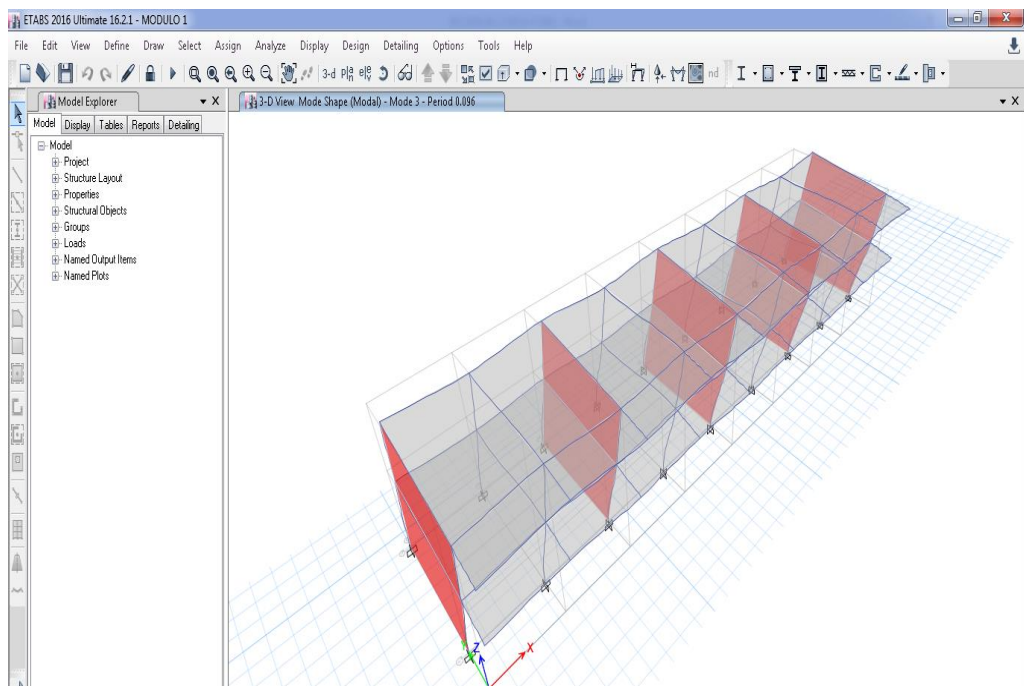 ETABS 2016 Ultimate 16.2.1 - MODULO 1
File Edit View Define Draw Select Assign Analyze Display Design Detailing Options Tools Help
3-d nd
Model Explorer
3-D View Mode Shape (Modal) - Mode 3 - Period 0.096
Model Display Tables Reports Detailing
Model
Project
Structure Layout
Properties
Structural Objects
Groups
Loads
Named Output Items
Named Plots
Z X